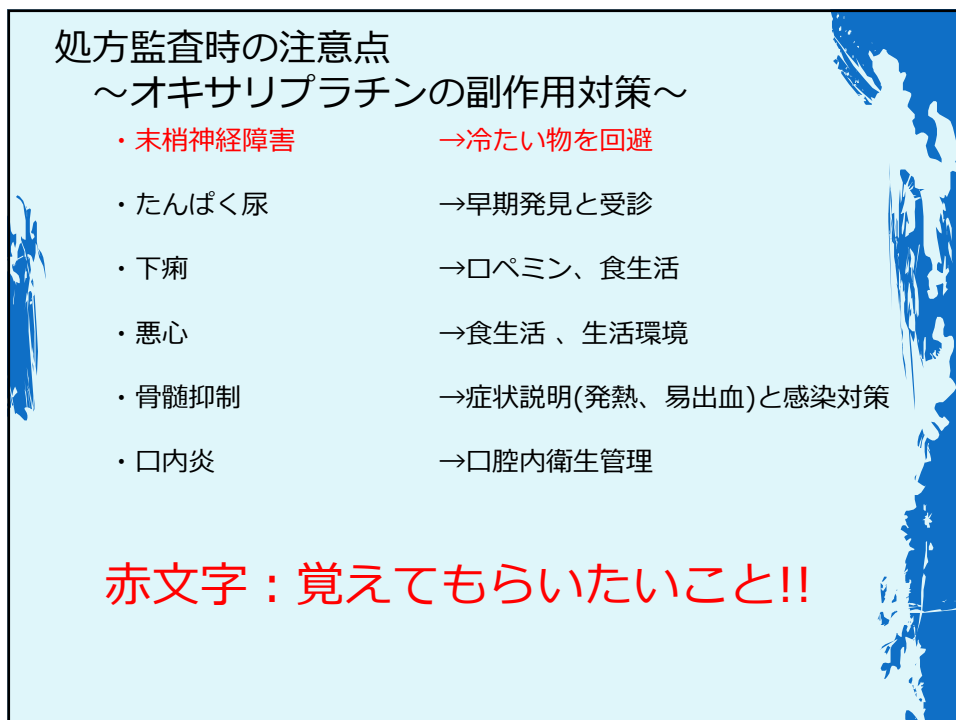 処方監査時の注意点
～オキサリプラチンの副作用対策～
・末梢神経障害 →冷たい物を回避
・たんぱく尿 →早期発見と受診
・下痢 →ロペミン、食生活
・悪心 →食生活 、生活環境
・骨髄抑制 →症状説明(発熱、易出血)と感染対策
・口内炎 →口腔内衛生管理
赤文字：覚えてもらいたいこと!!